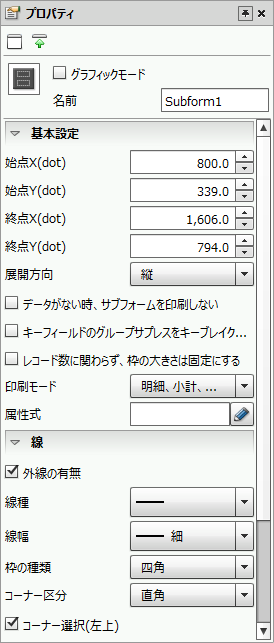 プロパティ
グラフィックモード
名前 Subform1
基本設定
始点X(dot) 800.0
始点Y(dot) 339.0
終点X(dot) 1,606.0
終点Y(dot) 794.0
展開方向 縦
データがない時、サブフォームを印刷しない
キーフィールドのグループサプレスをキーブレイク...
レコード数に関わらず、枠の大きさは固定にする
印刷モード 明細、小計、...
属性式
線
外線の有無
線種
線幅 細
枠の種類 四角
コーナー区分 直角
コーナー選択(左上)